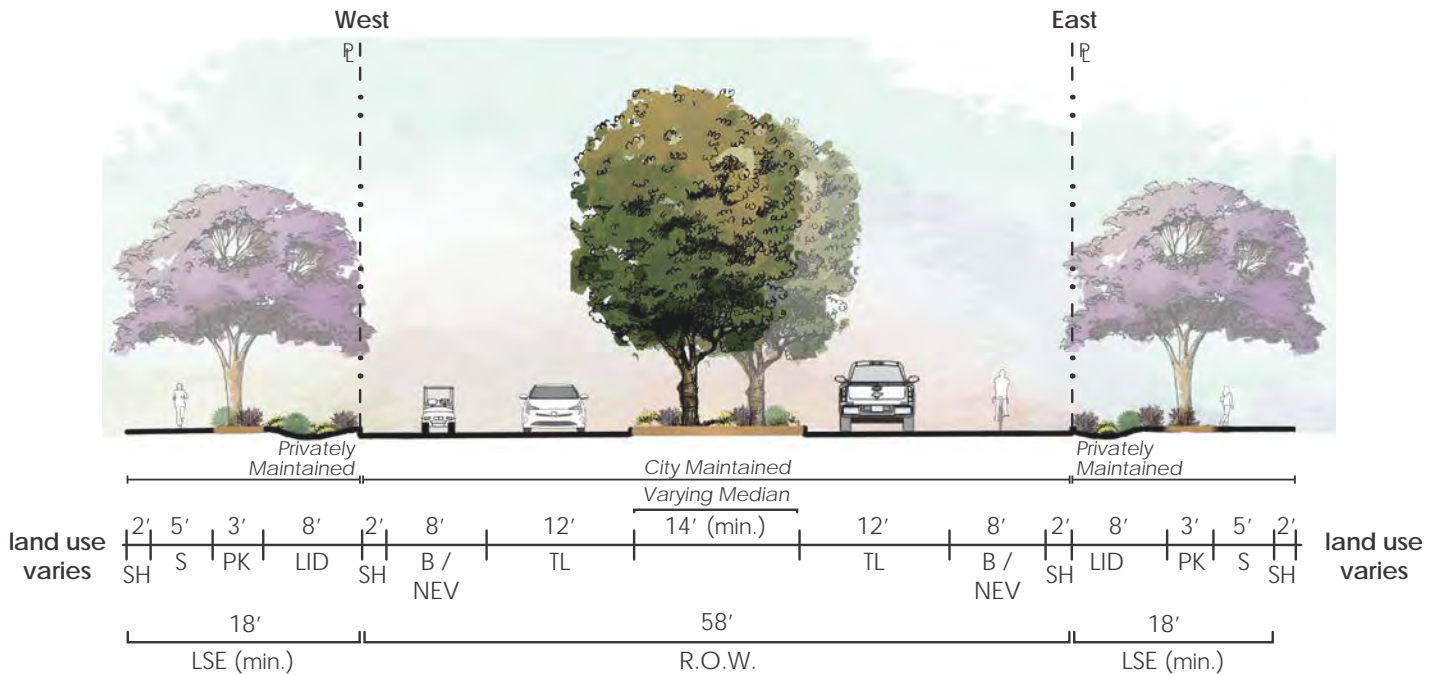 West
East
PL
PL
Privately
Maintained
City Maintained
Privately
Maintained
Varying Median
land use
varies
2' 5' 3' 8' 2' 8' 12' 14' (min.) 12' 8' 2' 8' 3' 5' 2'
SH S PK LID SH B / NEV TL TL B / NEV SH LID PK S SH
land use
varies
18'
58'
18'
LSE (min.)
R.O.W.
LSE (min.)